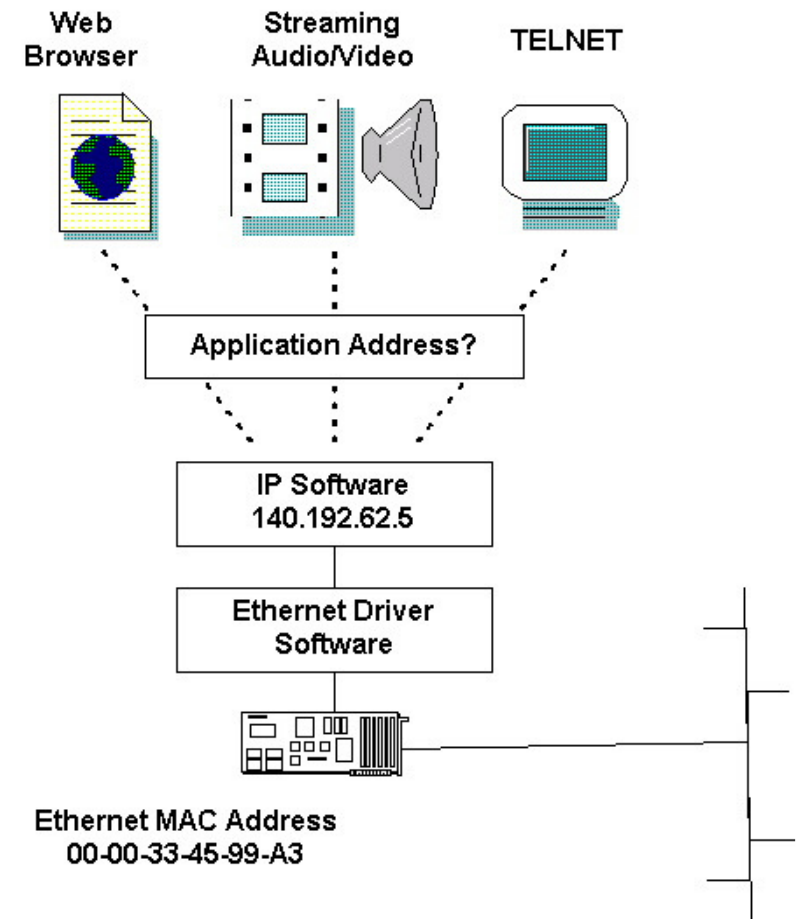 Web
Browser
Streaming
Audio/Video
TELNET
Application Address?
IP Software
140.192.62.5
Ethernet Driver
Software
Ethernet MAC Address
00-00-33-45-99-A3